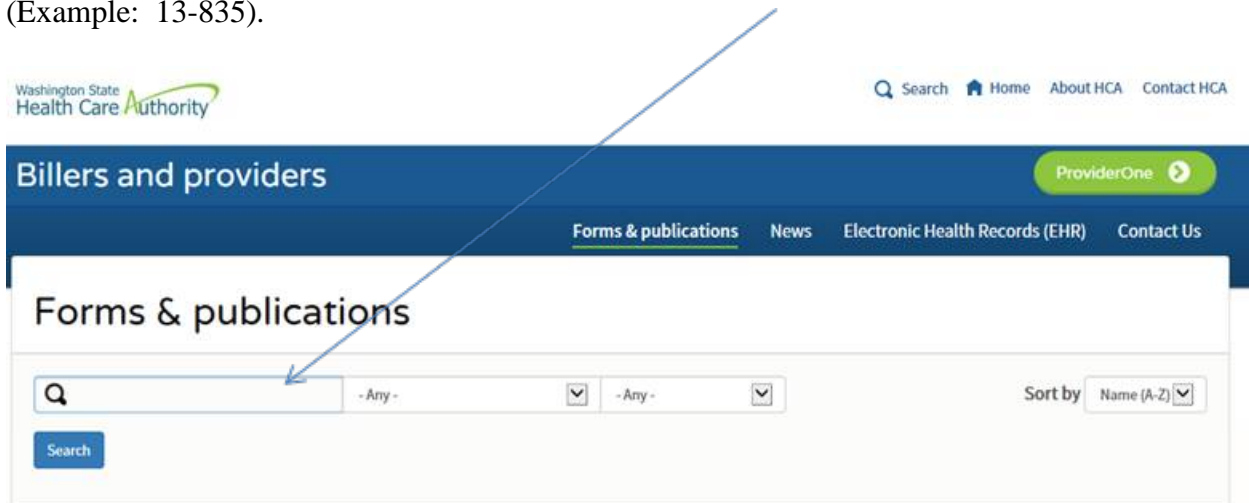 (Example: 13-835).
Washington State
Health Care Authority
Search Home About HCA Contact HCA
Billers and providers
ProviderOne
Forms & publications News Electronic Health Records (EHR) Contact Us
Forms & publications
- Any - - Any - Sort by Name (A-Z)
Search